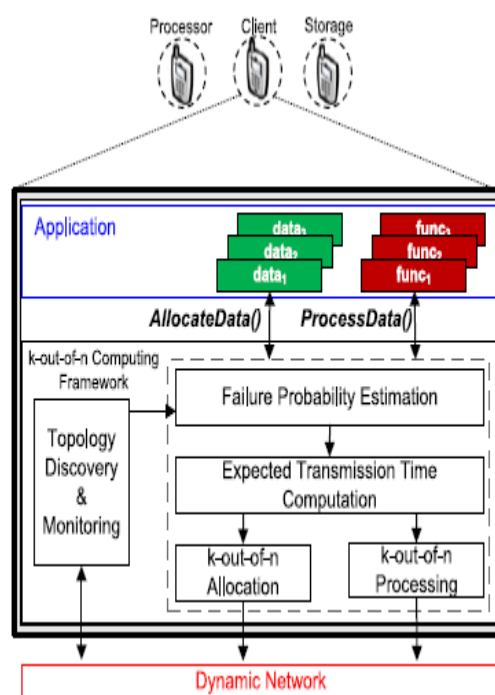 Processor Client Storage
Application
data3
data2
data1
func3
func2
func1
AllocateData() ProcessData()
k-out-of-n Computing
Framework
Topology
Discovery
&
Monitoring
Failure Probability Estimation
Expected Transmission Time
Computation
k-out-of-n
Allocation
k-out-of-n
Processing
Dynamic Network